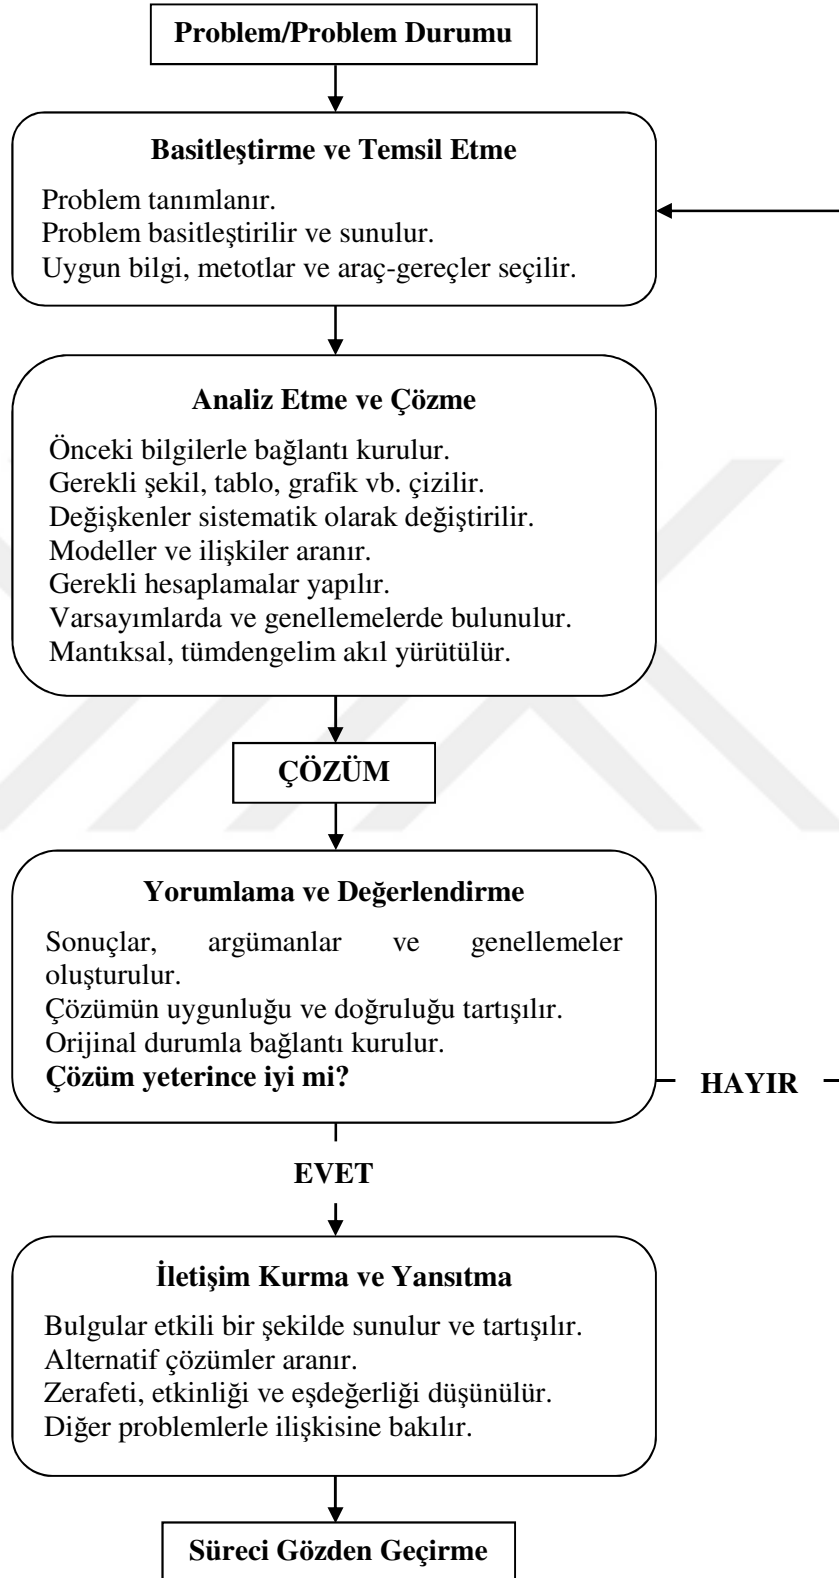 Problem/Problem Durumu
Basitleştirme ve Temsil Etme
Problem tanımlanır.
Problem basitleştirilir ve sunulur.
Uygun bilgi, metotlar ve araç-gereçler seçilir.
Analiz Etme ve Çözme
Önceki bilgilerle bağlantı kurulur.
Gerekli şekil, tablo, grafik vb. çizilir.
Değişkenler sistematik olarak değiştirilir.
Modeller ve ilişkiler aranır.
Gerekli hesaplamalar yapılır.
Varsayımlarda ve genellemelerde bulunulur.
Mantıksal, tümdengelim akıl yürütülür.
ÇÖZÜM
Yorumlama ve Değerlendirme
Sonuçlar, argümanlar ve genellemeler
oluşturulur.
Çözümün uygunluğu ve doğruluğu tartışılır.
Orijinal durumla bağlantı kurulur.
Çözüm yeterince iyi mi?
HAYIR
EVET
İletişim Kurma ve Yansıtma
Bulgular etkili bir şekilde sunulur ve tartışılır.
Alternatif çözümler aranır.
Zerafeti, etkinliği ve eşdeğerliği düşünülür.
Diğer problemlerle ilişkisine bakılır.
Süreci Gözden Geçirme